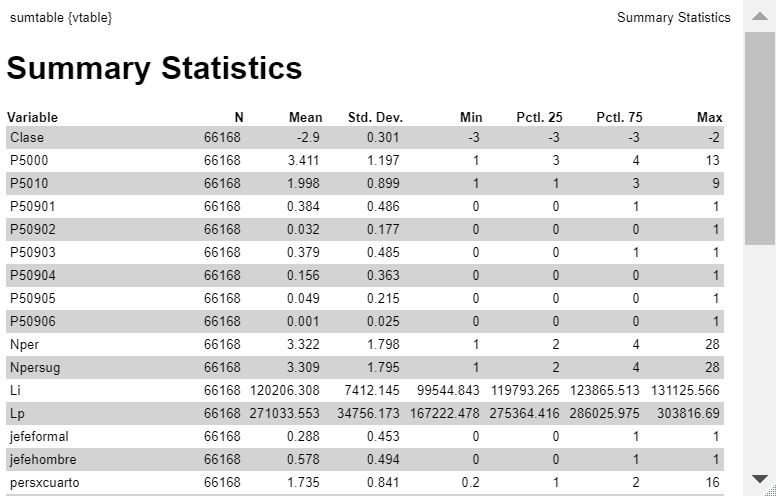 sumtable {vtable} Summary Statistics
Summary Statistics
Variable N Mean Std. Dev. Min Pctl. 25 Pctl. 75 Max
Clase 66168 -2.9 0.301 -3 -3 -3 -2
P5000 66168 3.411 1.197 1 3 4 13
P5010 66168 1.998 0.899 1 1 3 9
P50901 66168 0.384 0.486 0 0 1 1
P50902 66168 0.032 0.177 0 0 0 1
P50903 66168 0.379 0.485 0 0 1 1
P50904 66168 0.156 0.363 0 0 0 1
P50905 66168 0.049 0.215 0 0 0 1
P50906 66168 0.001 0.025 0 0 0 1
Nper 66168 3.322 1.798 1 2 4 28
Npersug 66168 3.309 1.795 1 2 4 28
Li 66168 120206.308 7412.145 99544.843 119793.265 123865.513 131125.566
Lp 66168 271033.553 34756.173 167222.478 275364.416 286025.975 303816.69
jefeformal 66168 0.288 0.453 0 0 1 1
jefehombre 66168 0.578 0.494 0 0 1 1
persxcuarto 66168 1.735 0.841 0.2 1 2 16